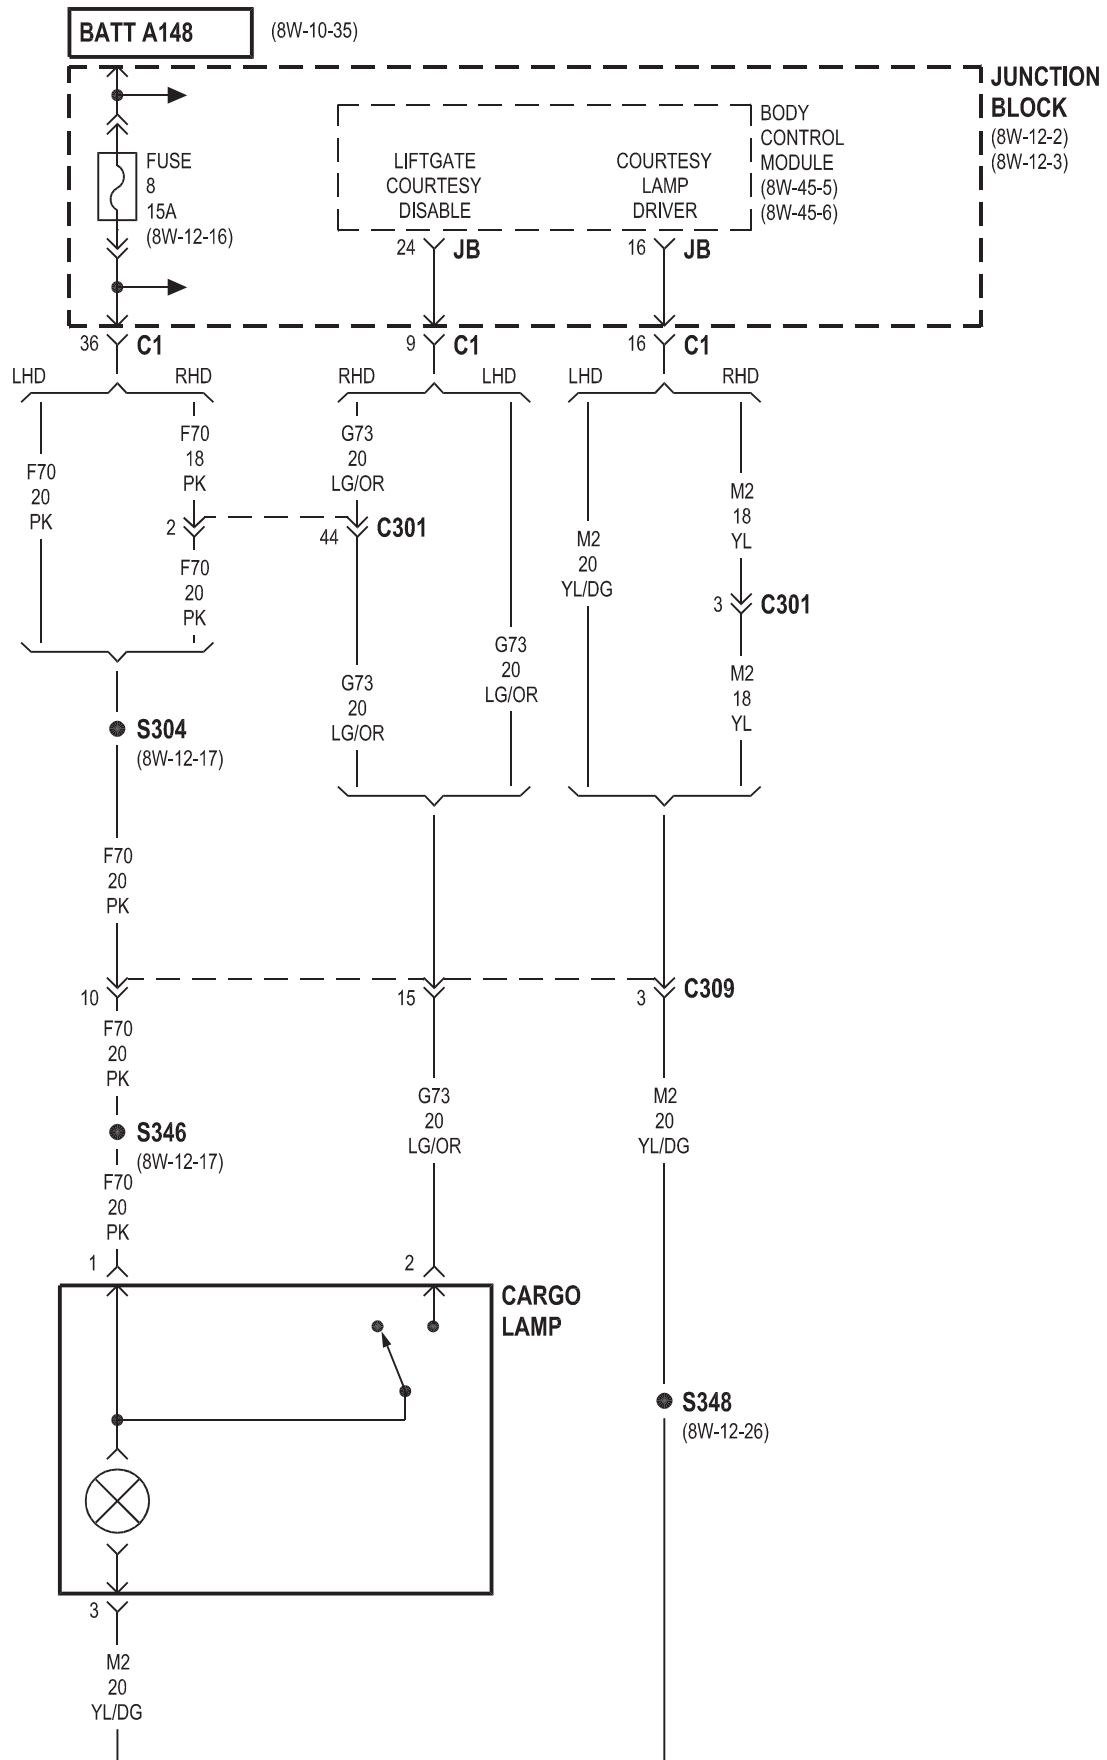 BATT A148
(8W-10-35)
JUNCTION
BLOCK
(8W-12-2)
(8W-12-3)
BODY
CONTROL
MODULE
(8W-45-5)
(8W-45-6)
FUSE
8
15A
(8W-12-16)
LIFTGATE
COURTESY
DISABLE
COURTESY
LAMP
DRIVER
24
JB
16
JB
36
C1
9
C1
16
C1
LHD
RHD
RHD
LHD
LHD
RHD
F70
20
PK
F70
18
PK
G73
20
LG/OR
2
44
C301
F70
20
PK
M2
18
YL
M2
20
YL/DG
3
C301
G73
20
LG/OR
G73
20
LG/OR
M2
18
YL
S304
(8W-12-17)
F70
20
PK
10
15
3
C309
F70
20
PK
G73
20
LG/OR
M2
20
YL/DG
S346
(8W-12-17)
F70
20
PK
1
2
CARGO
LAMP
S348
(8W-12-26)
3
M2
20
YL/DG